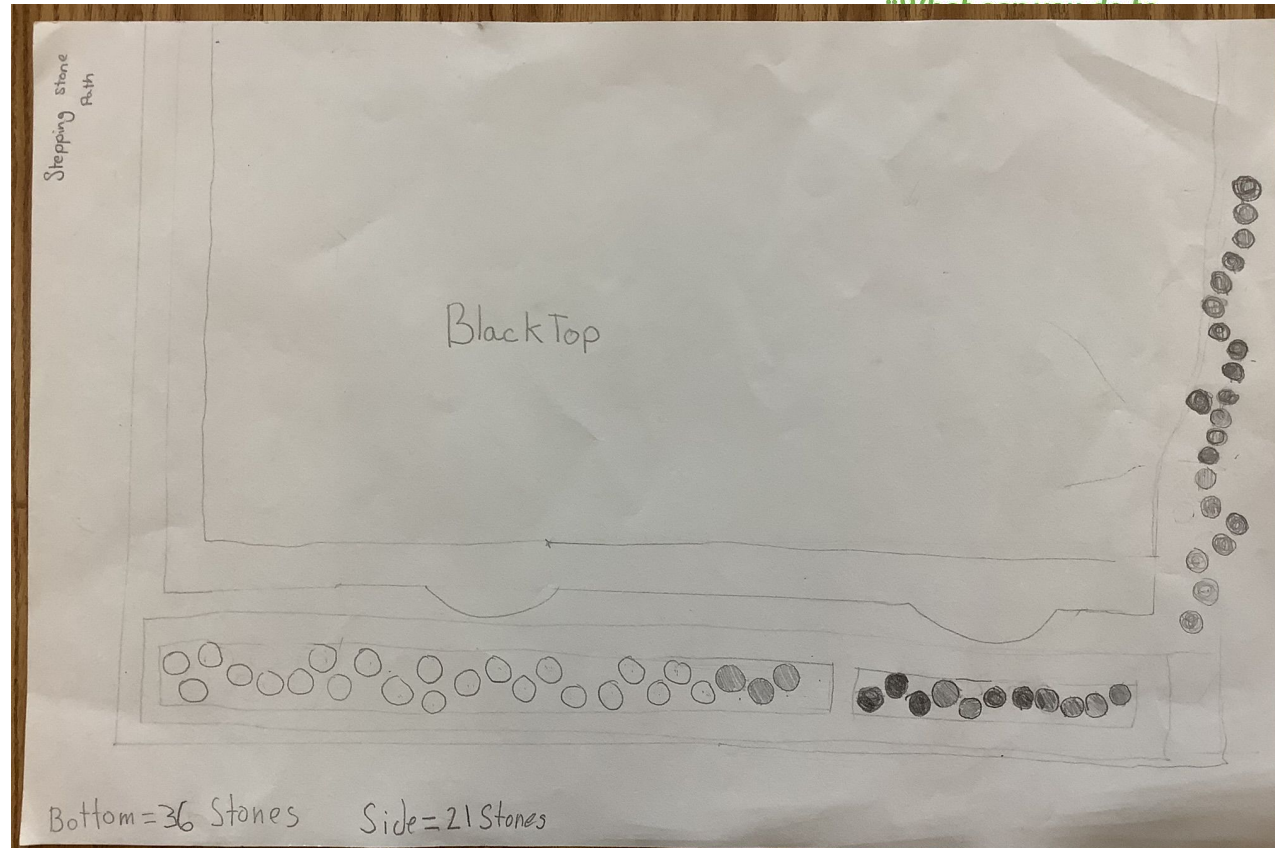 Stepping Stone
Path
BlackTop
Bottom = 36 Stones Side = 21 Stones